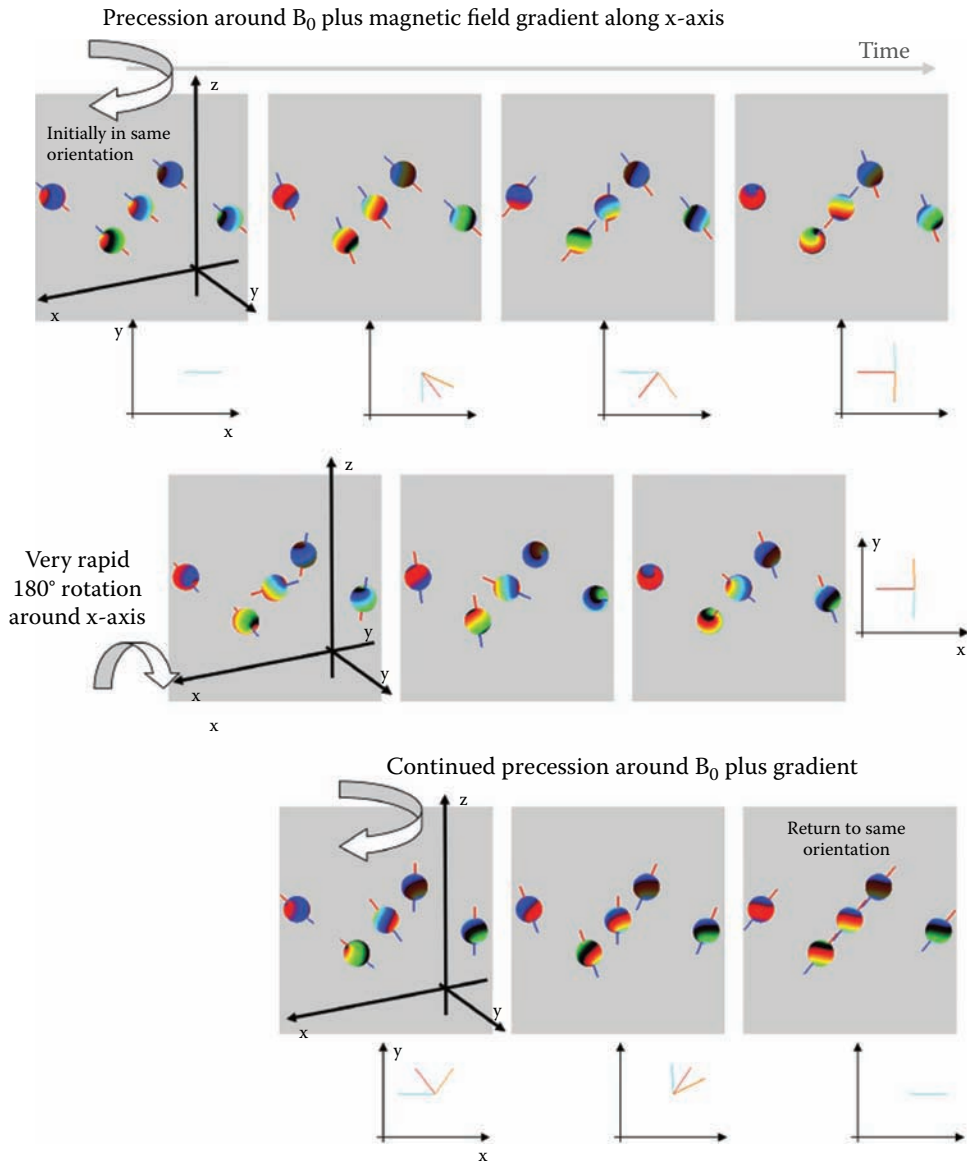 Precession around B₀ plus magnetic field gradient along x-axis
Time
z
Initially in same
orientation
y
x
y
x
Very rapid
180° rotation
around x-axis
z
y
y
x
x
y
x
Continued precession around B₀ plus gradient
z
Return to same
orientation
y
x
y
x